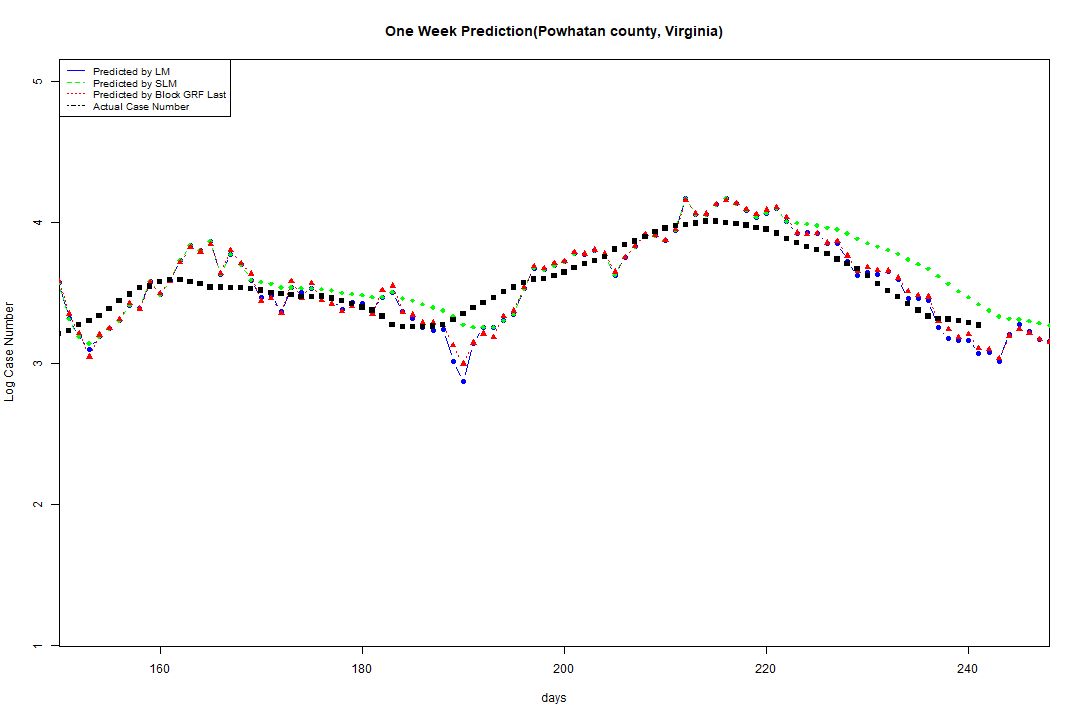 One Week Prediction(Powhatan county, Virginia)
Predicted by LM
Predicted by SLM
Predicted by Block GRF Last
Actual Case Number
5
4
3
2
1
Log Case Number
160 180 200 220 240
days